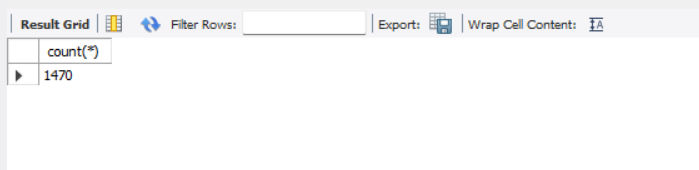 Result Grid Filter Rows: Export: Wrap Cell Content:
count(*)
1470